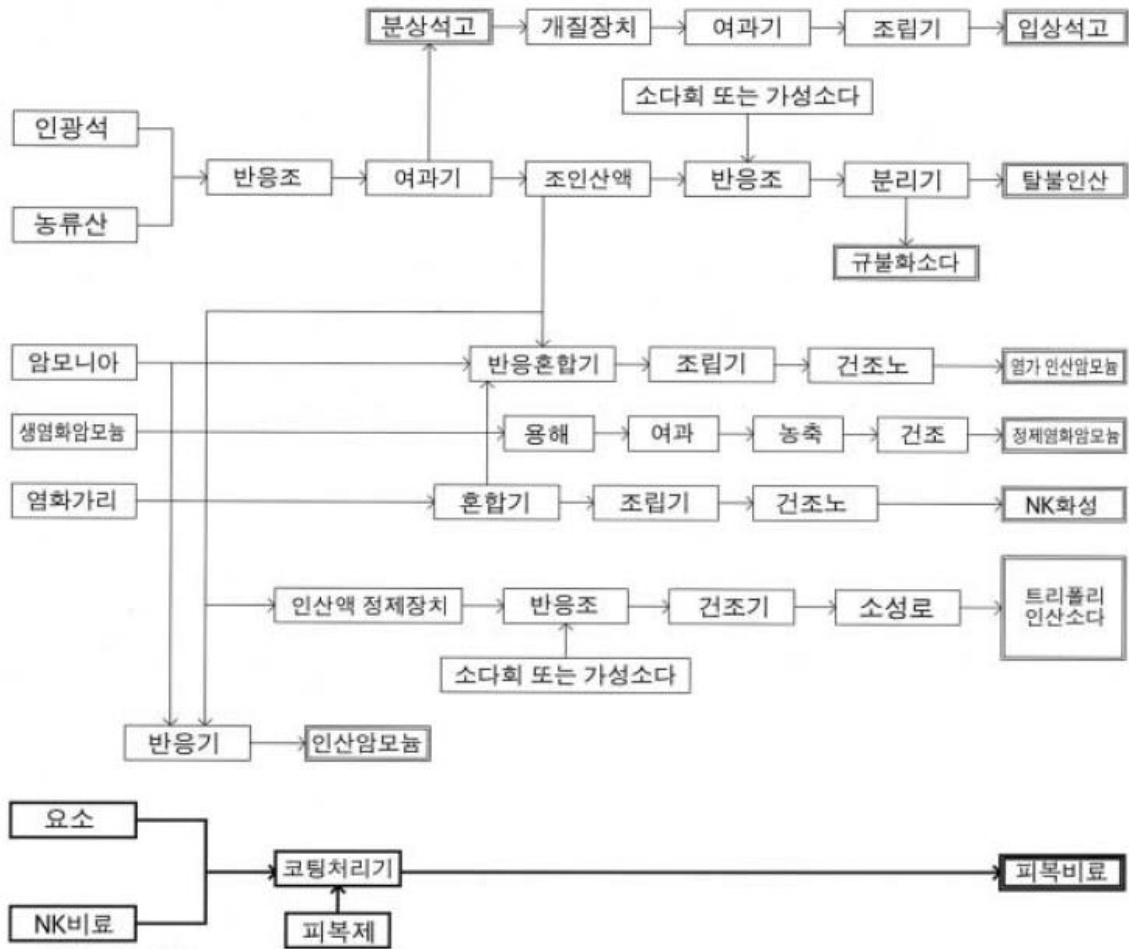 분상석고
개질장치
여과기
조립기
입상석고
소다회 또는 가성소다
인광석
농류산
반응조
여과기
조인산액
반응조
분리기
탈불인산
규불화소다
암모니아
반응혼합기
조립기
건조노
염가 인산암모늄
생염화암모늄
용해
여과
농축
건조
정제염화암모늄
염화가리
혼합기
조립기
건조노
NK화성
인산액 정제장치
반응조
건조기
소성로
트리폴리
인산소다
소다회 또는 가성소다
반응기
인산암모늄
요소
코팅처리기
피복비료
NK비료
피복제